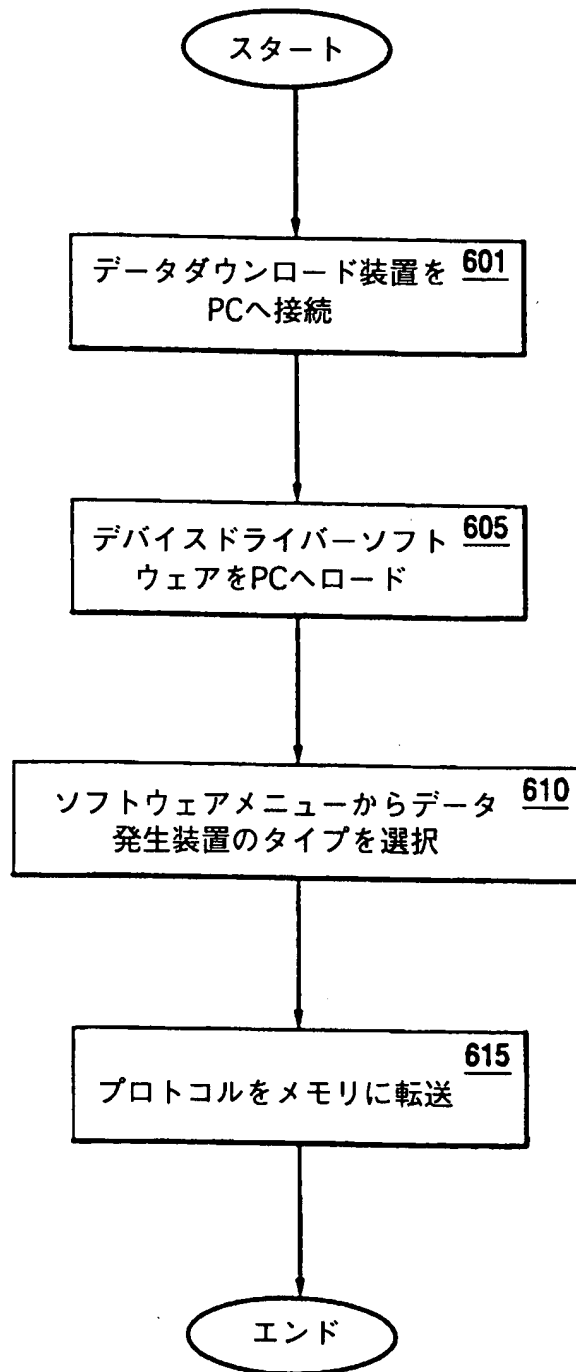 スタート
データダウンロード装置を 601
PCへ接続
デバイスドライバーソフト 605
ウェアをPCへロード
ソフトウェアメニューからデータ 610
発生装置のタイプを選択
615
プロトコルをメモリに転送
エンド